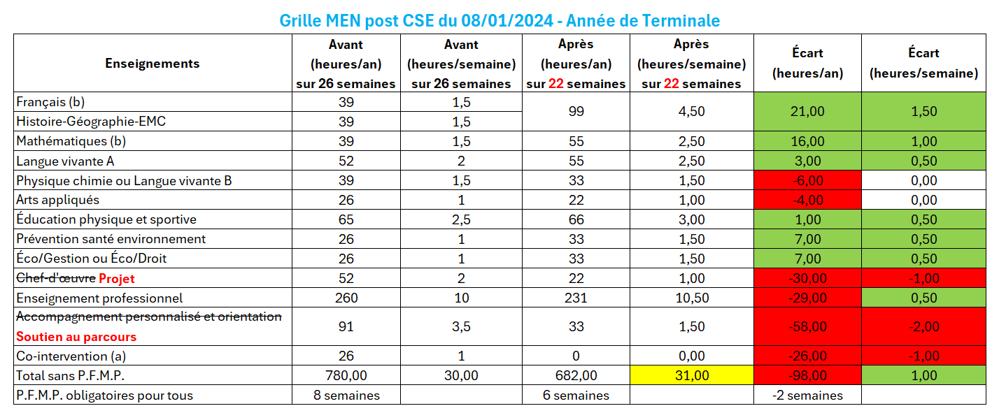 Grille MEN post CSE du 08/01/2024 - Année de Terminale
Enseignements | Avant (heures/an) sur 26 semaines | Avant (heures/semaine) sur 26 semaines | Après (heures/an) sur 22 semaines | Après (heures/semaine) sur 22 semaines | Écart (heures/an) | Écart (heures/semaine)
Français (b) | 39 | 1,5 | 99 | 4,50 | 21,00 | 1,50
Histoire-Géographie-EMC | 39 | 1,5
Mathématiques (b) | 39 | 1,5 | 55 | 2,50 | 16,00 | 1,00
Langue vivante A | 52 | 2 | 55 | 2,50 | 3,00 | 0,50
Physique chimie ou Langue vivante B | 39 | 1,5 | 33 | 1,50 | -6,00 | 0,00
Arts appliqués | 26 | 1 | 22 | 1,00 | -4,00 | 0,00
Éducation physique et sportive | 65 | 2,5 | 66 | 3,00 | 1,00 | 0,50
Prévention santé environnement | 26 | 1 | 33 | 1,50 | 7,00 | 0,50
Éco/Gestion ou Éco/Droit | 26 | 1 | 33 | 1,50 | 7,00 | 0,50
Chef-d'œuvre Projet | 52 | 2 | 22 | 1,00 | -30,00 | -1,00
Enseignement professionnel | 260 | 10 | 231 | 10,50 | -29,00 | 0,50
Accompagnement personnalisé et orientation
Soutien au parcours | 91 | 3,5 | 33 | 1,50 | -58,00 | -2,00
Co-intervention (a) | 26 | 1 | 0 | 0,00 | -26,00 | -1,00
Total sans P.F.M.P. | 780,00 | 30,00 | 682,00 | 31,00 | -98,00 | 1,00
P.F.M.P. obligatoires pour tous | 8 semaines | | 6 semaines | | -2 semaines |